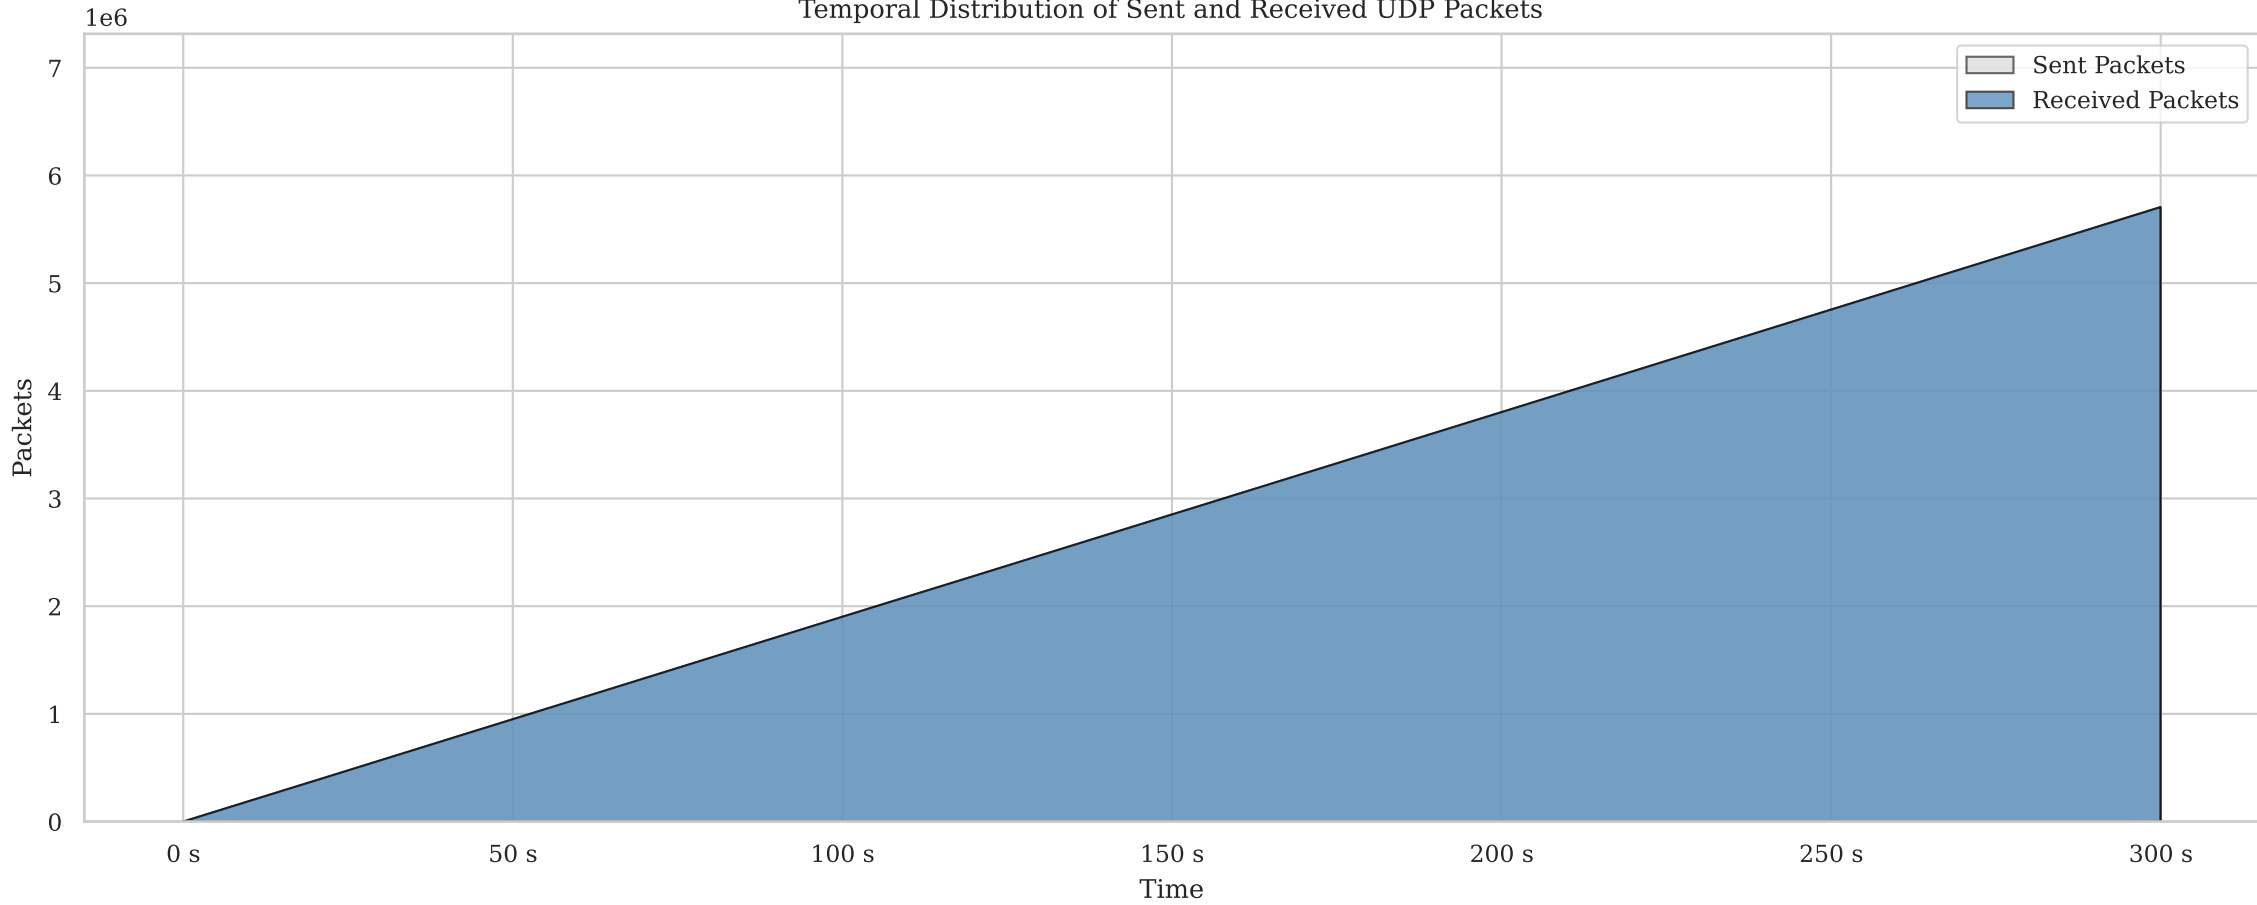 Temporal Distribution of Sent and Received UDP Packets
1e6
7
6
5
4
3
2
1
0
Packets
Sent Packets
Received Packets
0 s
50 s
100 s
150 s
200 s
250 s
300 s
Time